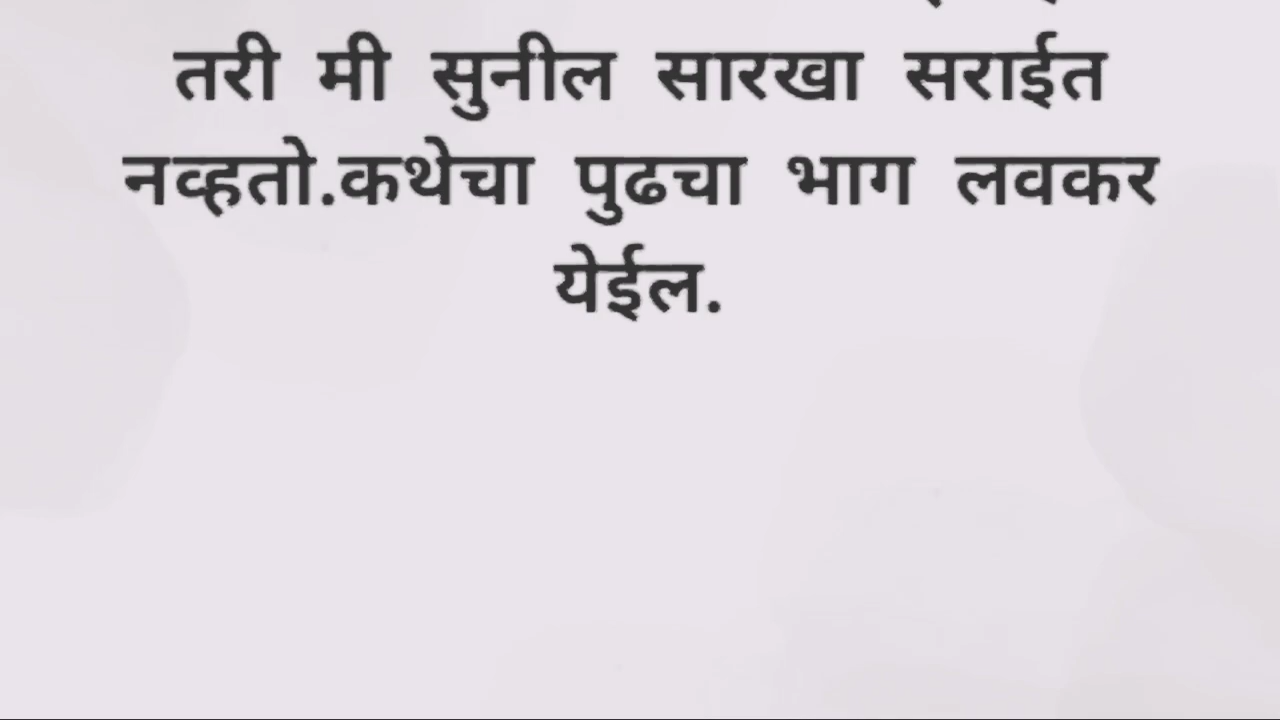 तरी मी सुनील सारखा सराईत
नव्हतो.कथेचा पुढचा भाग लवकर
येईल.